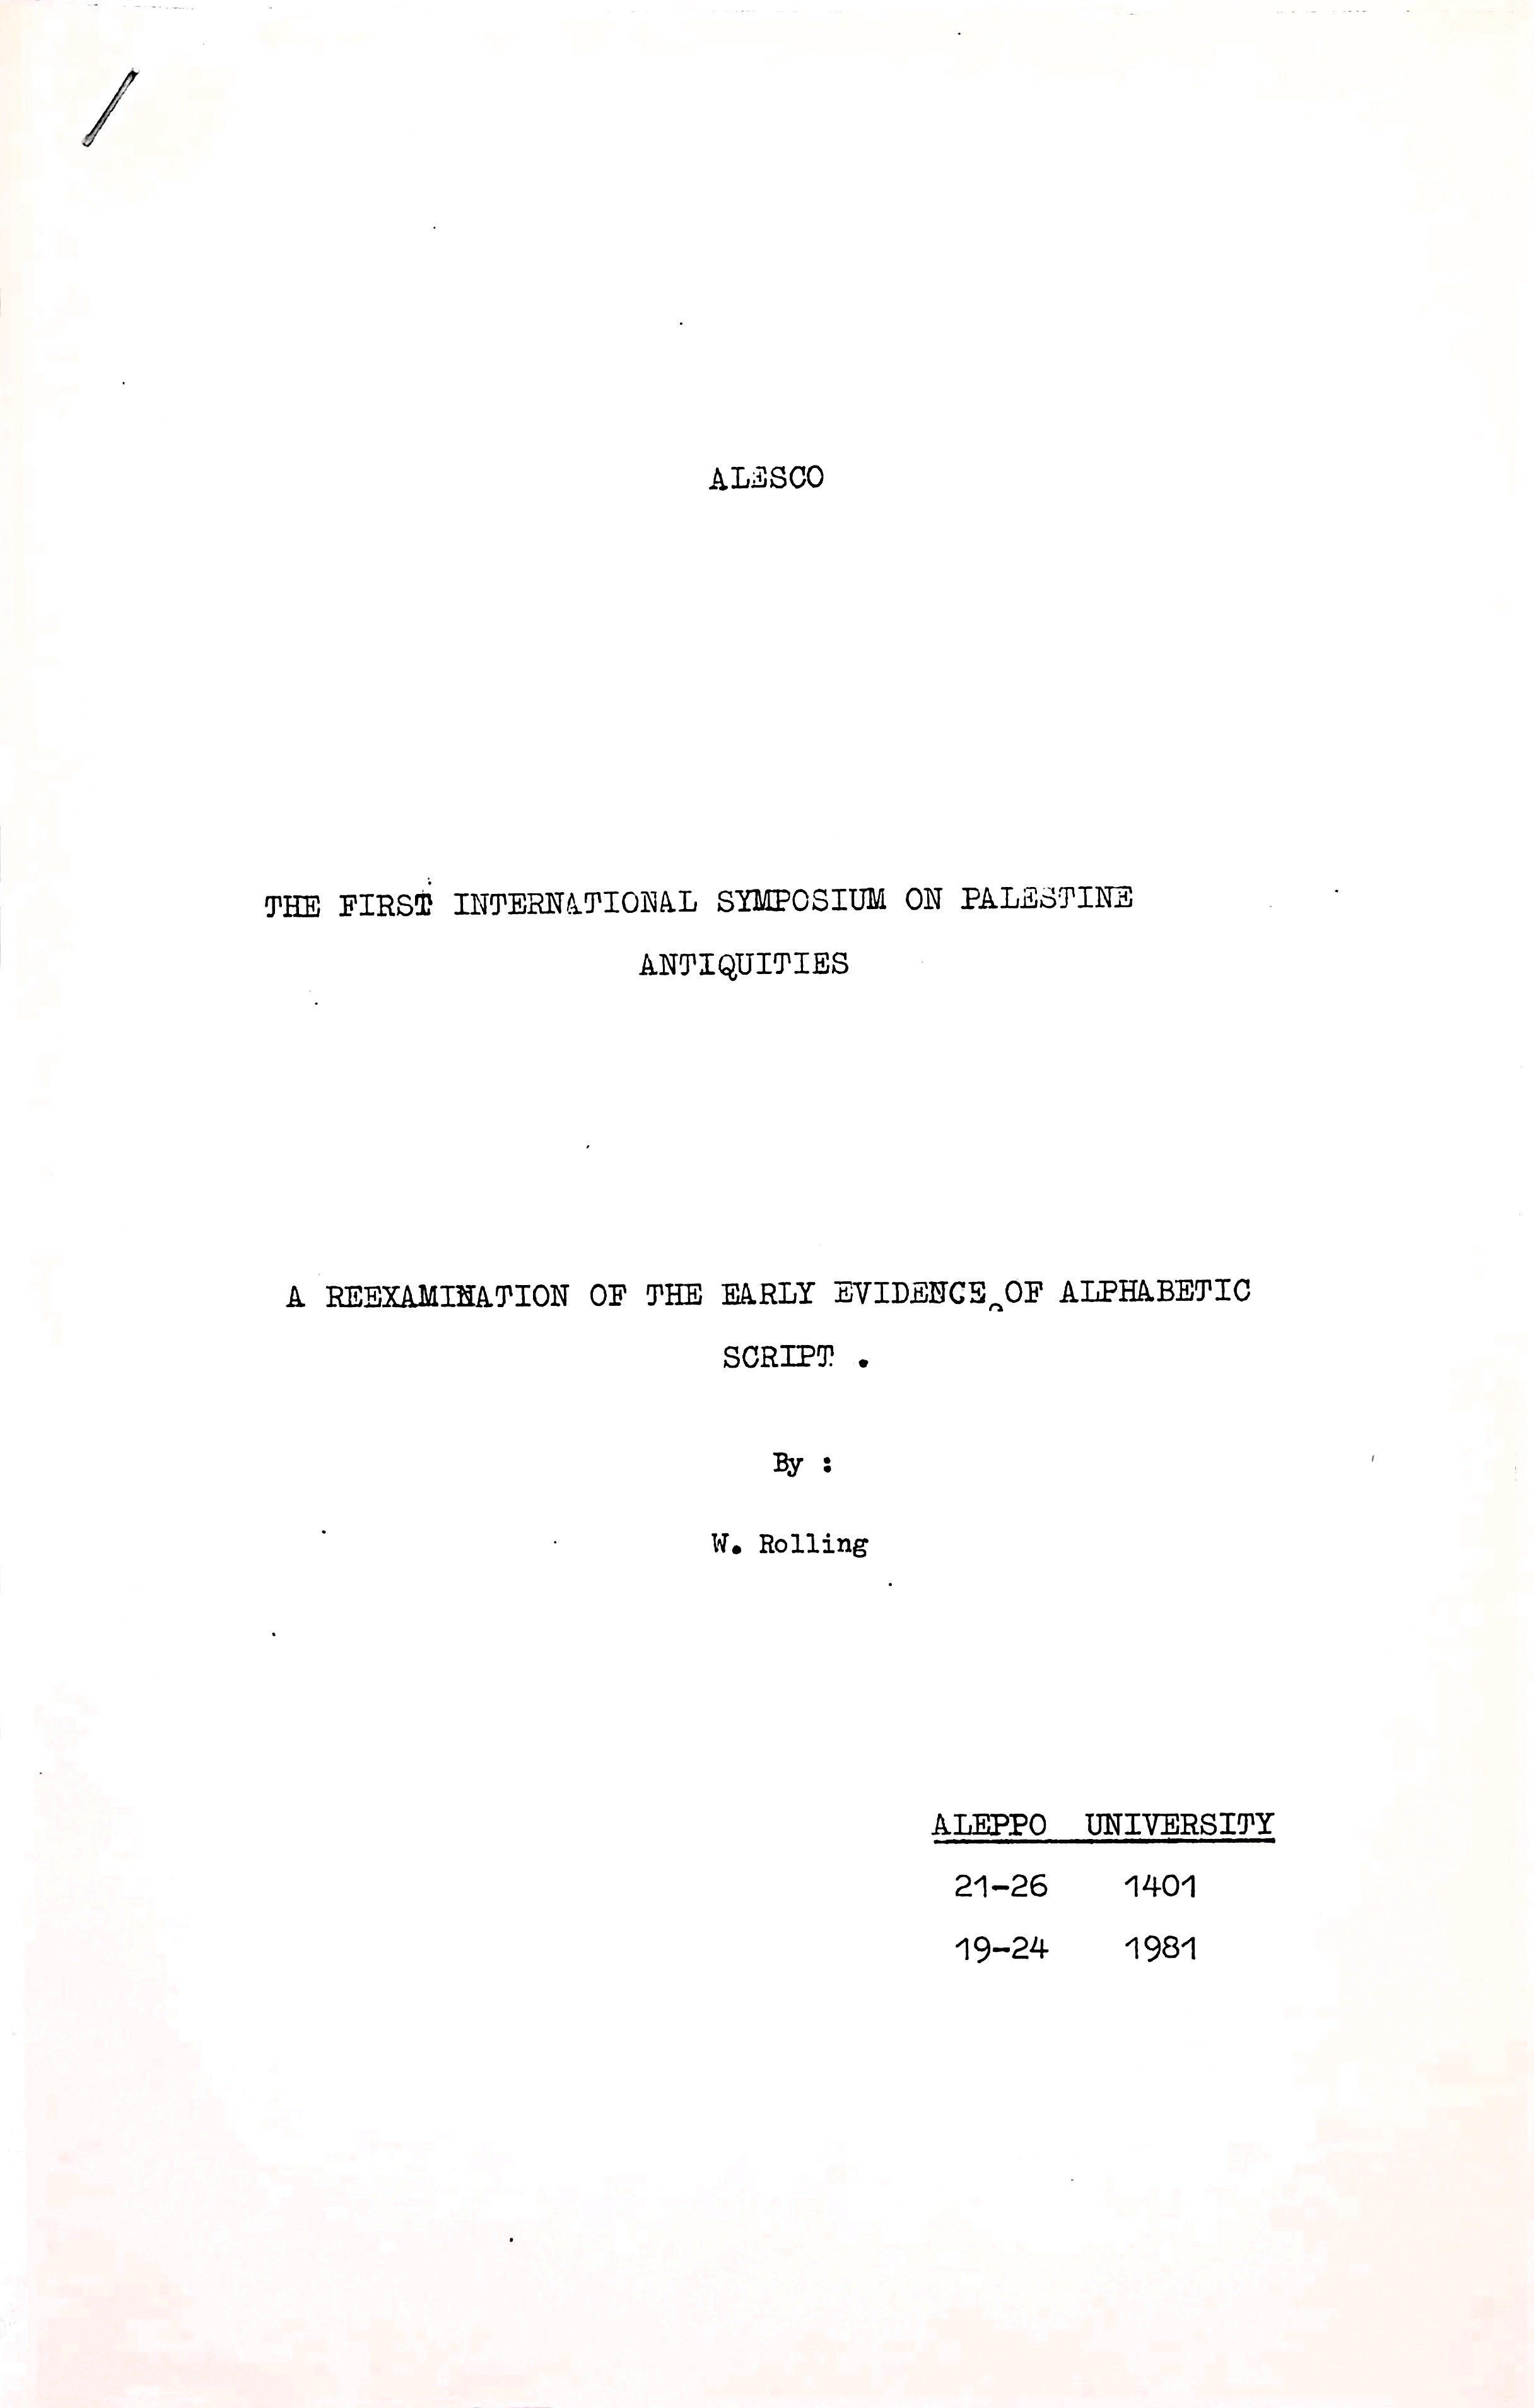 ALESCO
THE FIRST INTERNATIONAL SYMPOSIUM ON PALESTINE
ANTIQUITIES
A REEXAMINATION OF THE EARLY EVIDENCE OF ALPHABETIC
SCRIPT .
By :
W. Rolling
ALEPPO UNIVERSITY
21-26 1401
19-24 1981